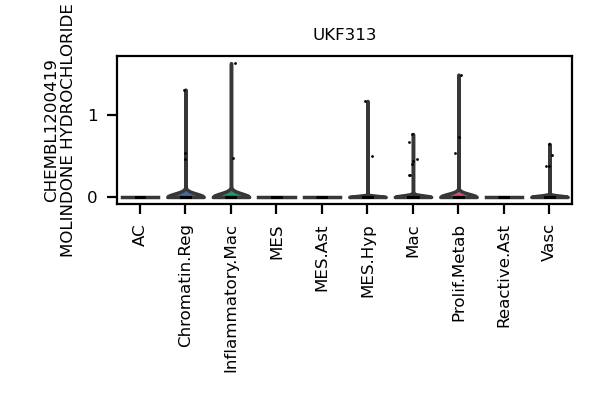 UKF313
CHEMBL1200419
MOLINDONE HYDROCHLORIDE
1
0
AC
Chromatin.Reg
Inflammatory.Mac
MES
MES.Ast
MES.Hyp
Mac
Prolif.Metab
Reactive.Ast
Vasc